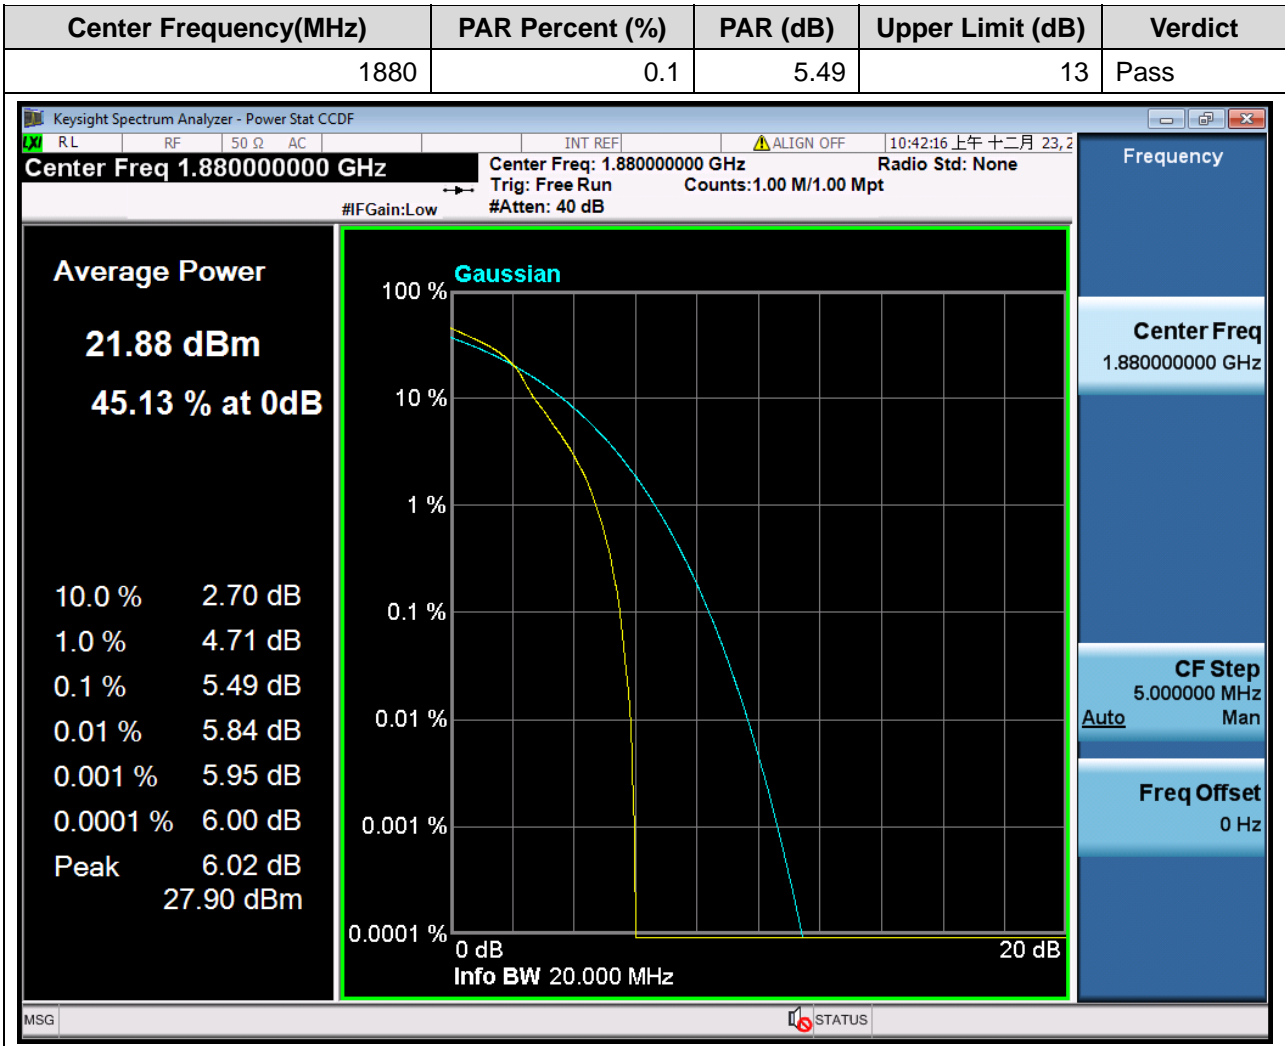 Center Frequency(MHz) PAR Percent (%) PAR (dB) Upper Limit (dB) Verdict
1880 0.1 5.49 13 Pass
Keysight Spectrum Analyzer - Power Stat CCDF
LXI RL RF 50 Ω AC INT REF ALIGN OFF 10:42:16 上午 十二月 23, 2
Center Freq 1.880000000 GHz
Center Freq: 1.880000000 GHz Radio Std: None
Trig: Free Run Counts:1.00 M/1.00 Mpt
#IFGain:Low #Atten: 40 dB
Average Power
21.88 dBm
45.13 % at 0dB
10.0 % 2.70 dB
1.0 % 4.71 dB
0.1 % 5.49 dB
0.01 % 5.84 dB
0.001 % 5.95 dB
0.0001 % 6.00 dB
Peak 6.02 dB
27.90 dBm
Gaussian
100 %
10 %
1 %
0.1 %
0.01 %
0.001 %
0.0001 %
0 dB 20 dB
Info BW 20.000 MHz
Frequency
Center Freq
1.880000000 GHz
CF Step
5.000000 MHz
Auto Man
Freq Offset
0 Hz
MSG STATUS